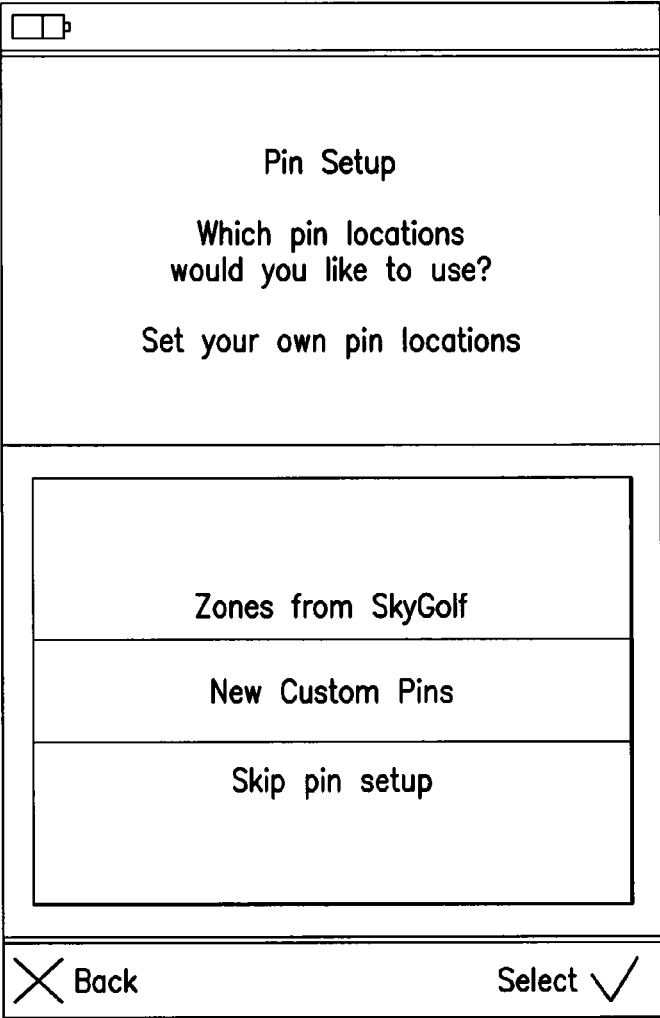 Pin Setup
Which pin locations
would you like to use?
Set your own pin locations
Zones from SkyGolf
New Custom Pins
Skip pin setup
Back
Select